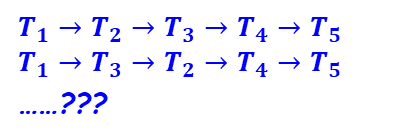 T₁ → T₂ → T₃ → T₄ → T₅
T₁ → T₃ → T₂ → T₄ → T₅
……???